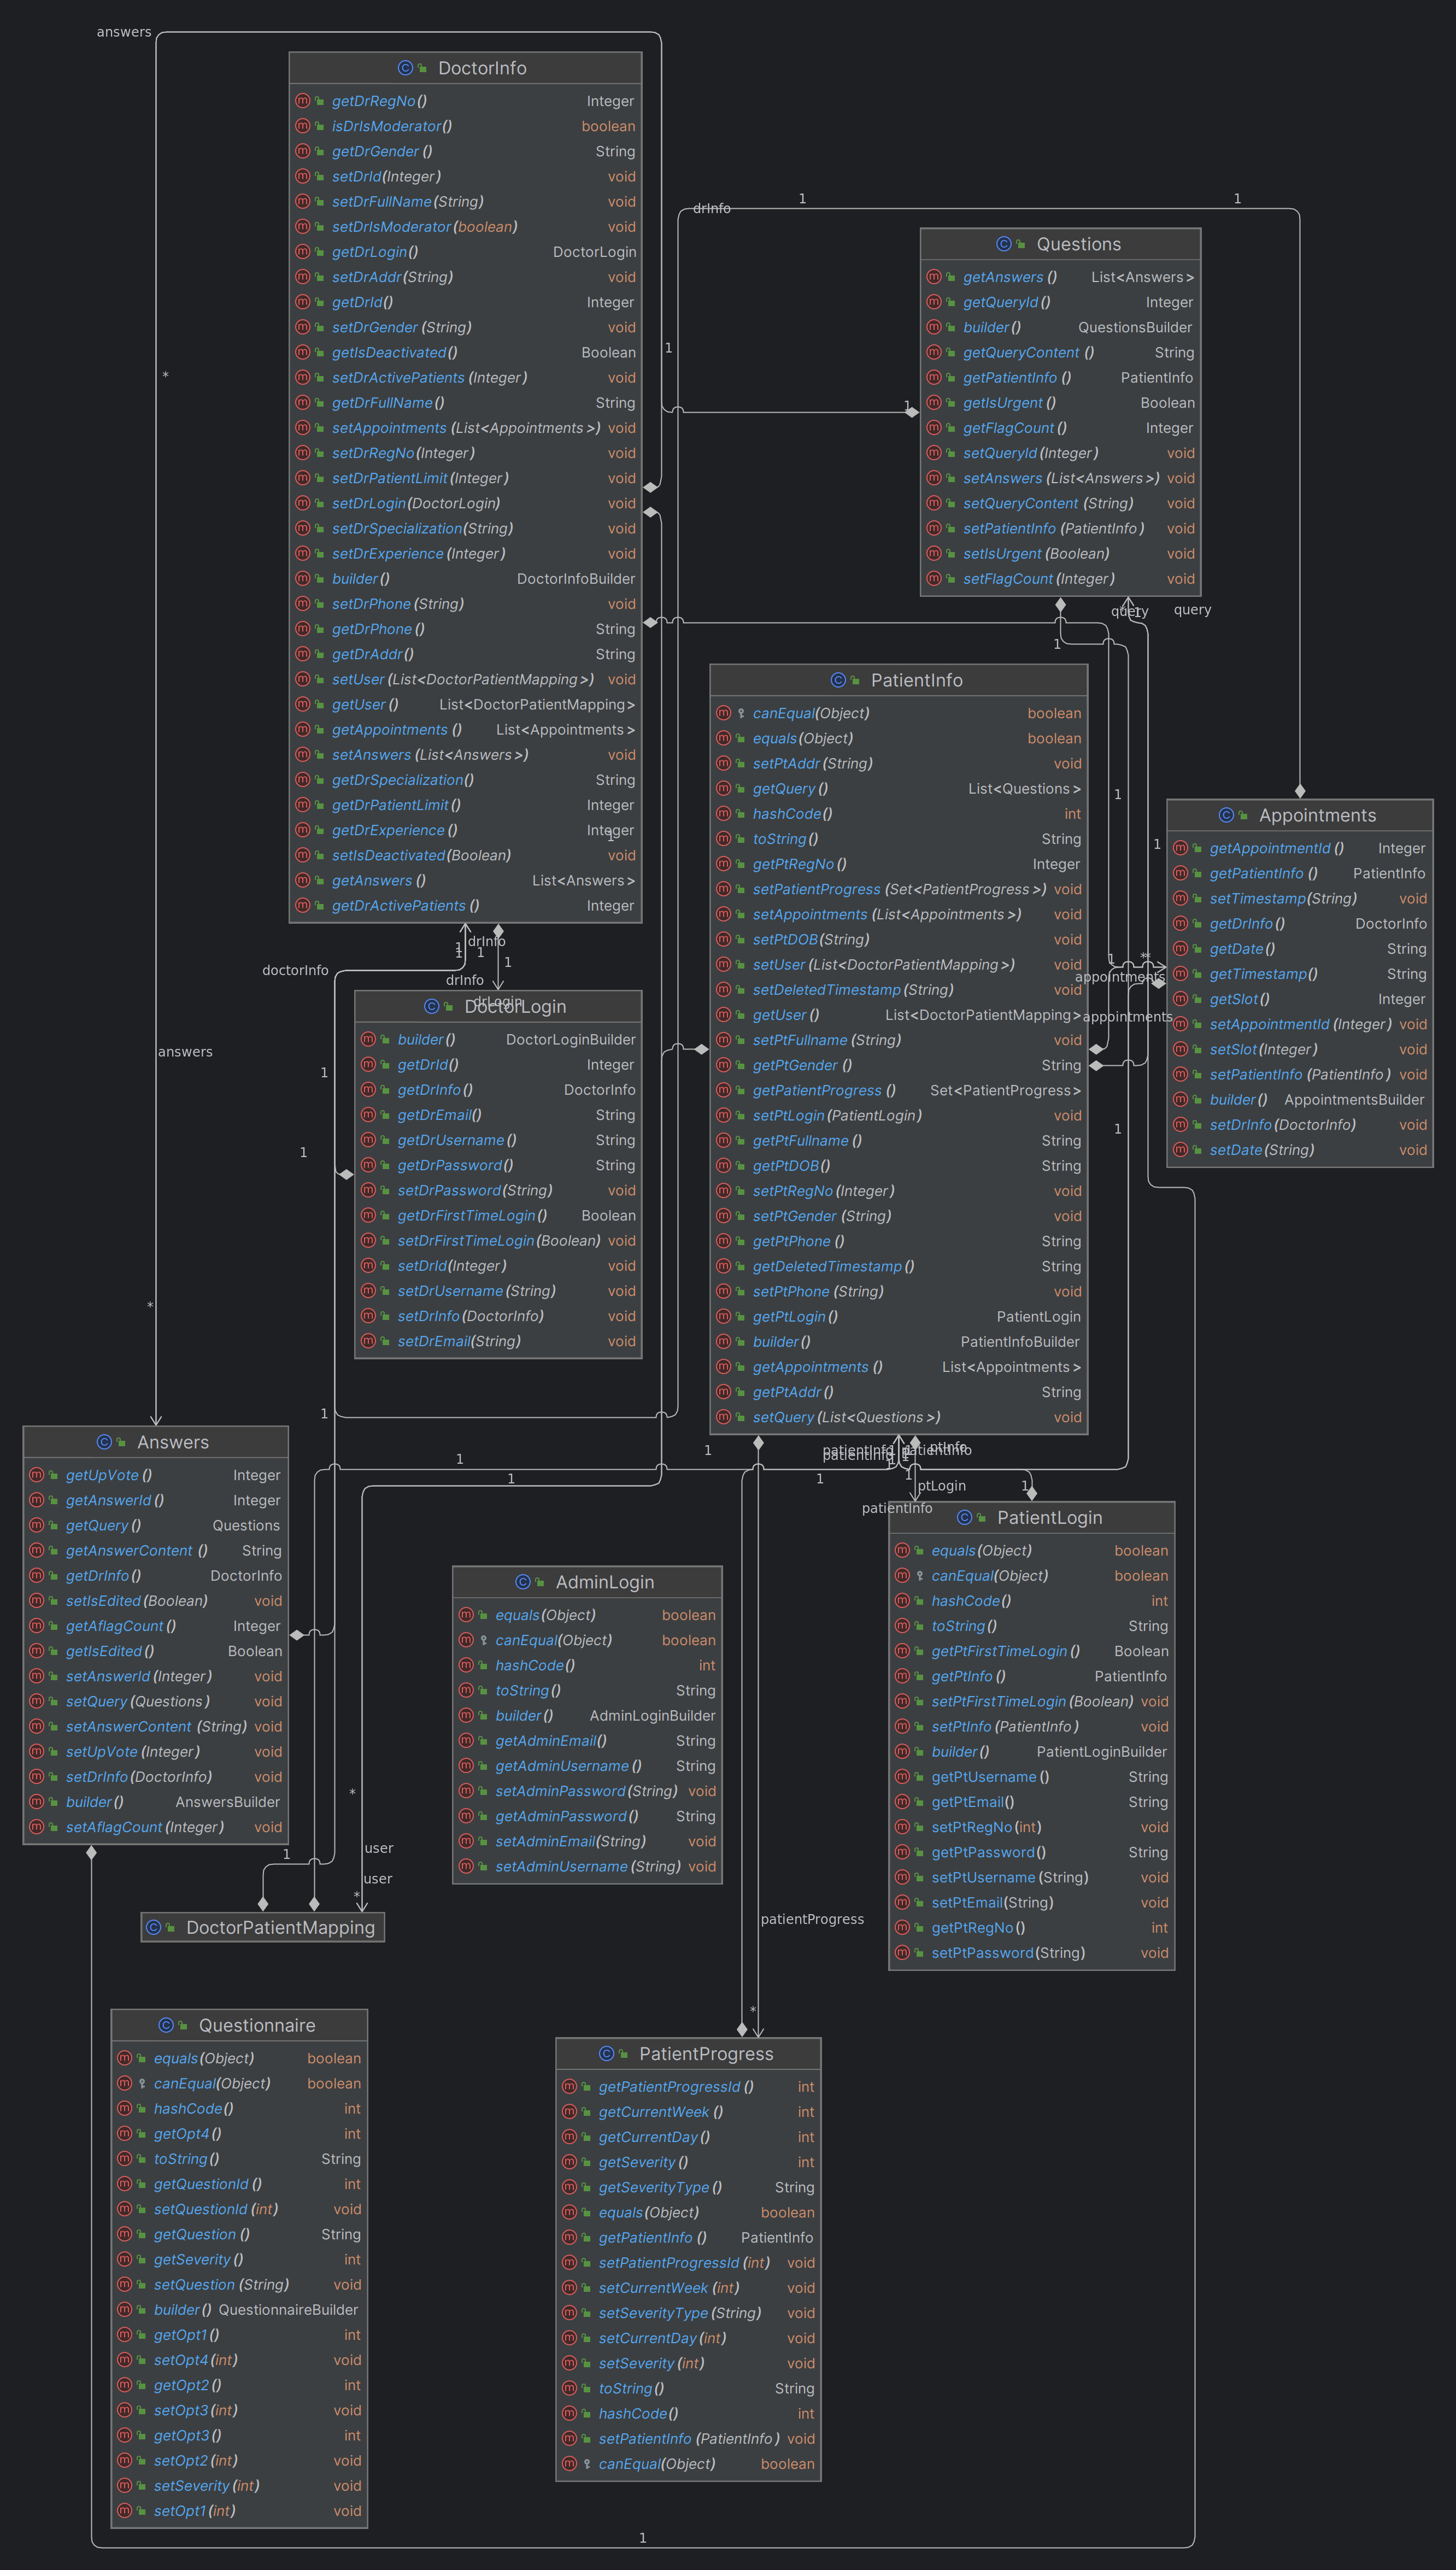 answers
DoctorInfo
getDrRegNo() Integer
isDrIsModerator() boolean
getDrGender () String
setDrId(Integer) void
setDrFullName(String) void
setDrIsModerator(boolean) void
getDrLogin() DoctorLogin
setDrAddr(String) void
getDrId() Integer
setDrGender (String) void
getIsDeactivated() Boolean
setDrActivePatients (Integer) void
getDrFullName() String
setAppointments (List<Appointments >) void
setDrRegNo(Integer) void
setDrPatientLimit(Integer) void
setDrLogin(DoctorLogin) void
setDrSpecialization(String) void
setDrExperience (Integer) void
builder() DoctorInfoBuilder
setDrPhone (String) void
getDrPhone () String
getDrAddr() String
setUser (List<DoctorPatientMapping >) void
getUser () List<DoctorPatientMapping>
getAppointments () List<Appointments >
setAnswers (List<Answers >) void
getDrSpecialization() String
getDrPatientLimit() Integer
getDrExperience () Integer
1
setIsDeactivated(Boolean) void
getAnswers () List<Answers>
getDrActivePatients () Integer
drInfo
1
1
*
1
1
Questions
getAnswers () List<Answers>
getQueryId() Integer
builder() QuestionsBuilder
getQueryContent () String
getPatientInfo () PatientInfo
getIsUrgent () Boolean
getFlagCount () Integer
setQueryId (Integer) void
setAnswers (List<Answers >) void
setQueryContent (String) void
setPatientInfo (PatientInfo ) void
setIsUrgent (Boolean) void
setFlagCount (Integer) void
query
1
query
1
PatientInfo
canEqual(Object) boolean
equals(Object) boolean
setPtAddr (String) void
getQuery () List<Questions >
hashCode() int
toString() String
getPtRegNo () Integer
setPatientProgress (Set<PatientProgress >) void
setAppointments (List<Appointments >) void
setPtDOB(String) void
setUser (List<DoctorPatientMapping >) void
setDeletedTimestamp (String) void
getUser () List<DoctorPatientMapping>
setPtFullname (String) void
getPtGender () String
getPatientProgress () Set<PatientProgress>
setPtLogin (PatientLogin ) void
getPtFullname () String
getPtDOB() String
setPtRegNo (Integer) void
setPtGender (String) void
getPtPhone () String
getDeletedTimestamp () String
setPtPhone (String) void
getPtLogin () PatientLogin
builder() PatientInfoBuilder
getAppointments () List<Appointments >
getPtAddr () String
setQuery (List<Questions >) void
1
1
1
*
appointments
appointments
1
Appointments
getAppointmentId () Integer
getPatientInfo () PatientInfo
setTimestamp(String) void
getDrInfo() DoctorInfo
getDate() String
getTimestamp() String
getSlot() Integer
setAppointmentId (Integer) void
setSlot(Integer) void
setPatientInfo (PatientInfo ) void
builder() AppointmentsBuilder
setDrInfo(DoctorInfo) void
setDate(String) void
drInfo
1
1
1
1
doctorInfo
drInfo
drLogin
DoctorLogin
builder() DoctorLoginBuilder
getDrId() Integer
getDrInfo() DoctorInfo
getDrEmail() String
getDrUsername () String
getDrPassword() String
setDrPassword(String) void
getDrFirstTimeLogin() Boolean
setDrFirstTimeLogin(Boolean) void
setDrId(Integer) void
setDrUsername (String) void
setDrInfo (DoctorInfo) void
setDrEmail(String) void
answers
1
1
*
1
Answers
getUpVote () Integer
getAnswerId () Integer
getQuery() Questions
getAnswerContent () String
getDrInfo() DoctorInfo
setIsEdited(Boolean) void
getAflagCount () Integer
getIsEdited() Boolean
setAnswerId (Integer) void
setQuery (Questions ) void
setAnswerContent (String) void
setUpVote (Integer) void
setDrInfo(DoctorInfo) void
builder() AnswersBuilder
setAflagCount (Integer) void
1
1
1
1
patientInfo
patientInfo
patientInfo
ptInfo
1
1
ptLogin
patientInfo
PatientLogin
equals(Object) boolean
canEqual(Object) boolean
hashCode() int
toString() String
getPtFirstTimeLogin () Boolean
getPtInfo () PatientInfo
setPtFirstTimeLogin (Boolean) void
setPtInfo (PatientInfo ) void
builder() PatientLoginBuilder
getPtUsername () String
getPtEmail() String
setPtRegNo (int) void
getPtPassword() String
setPtUsername (String) void
setPtEmail(String) void
getPtRegNo () int
setPtPassword(String) void
AdminLogin
equals(Object) boolean
canEqual(Object) boolean
hashCode() int
toString() String
builder() AdminLoginBuilder
getAdminEmail() String
getAdminUsername () String
setAdminPassword(String) void
getAdminPassword() String
setAdminEmail(String) void
setAdminUsername (String) void
*
user
user
*
1
DoctorPatientMapping
patientProgress
*
Questionnaire
equals(Object) boolean
canEqual(Object) boolean
hashCode() int
getOpt4() int
toString() String
getQuestionId () int
setQuestionId (int) void
getQuestion () String
getSeverity() int
setQuestion (String) void
builder() QuestionnaireBuilder
getOpt1() int
setOpt4(int) void
getOpt2() int
setOpt3(int) void
getOpt3() int
setOpt2(int) void
setSeverity (int) void
setOpt1(int) void
PatientProgress
getPatientProgressId () int
getCurrentWeek () int
getCurrentDay () int
getSeverity () int
getSeverityType () String
equals(Object) boolean
getPatientInfo () PatientInfo
setPatientProgressId (int) void
setCurrentWeek (int) void
setSeverityType (String) void
setCurrentDay (int) void
setSeverity (int) void
toString() String
hashCode() int
setPatientInfo (PatientInfo ) void
canEqual(Object) boolean
1